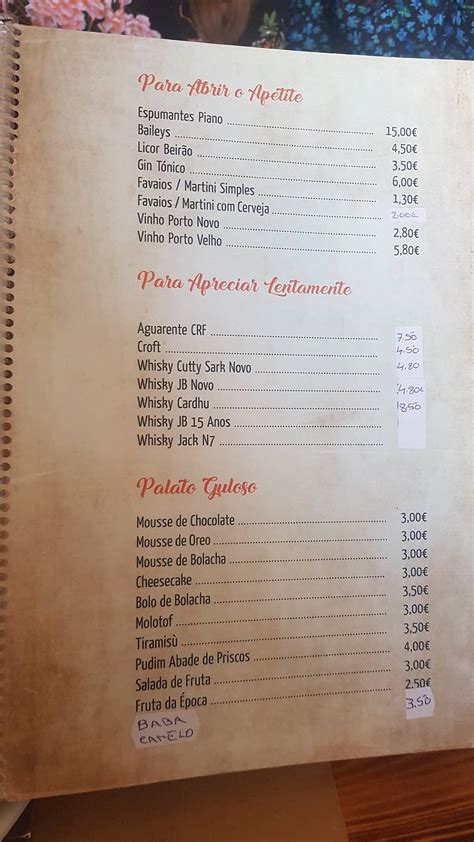 Para Abrir o Apetite
Espumantes Piano 15,00€
Baileys 4,50€
Licor Beirão 3,50€
Gin Tónico 6,00€
Favaios / Martini Simples 1,30€
Favaios / Martini com Cerveja 2,00€
Vinho Porto Novo 2,80€
Vinho Porto Velho 5,80€
Para Apreciar Lentamente
Aguarente CRF 7.50
Croft 4.50
Whisky Cutty Sark Novo 4.80
Whisky JB Novo 4.80€
Whisky Cardhu 8.50
Whisky JB 15 Anos
Whisky Jack N7
Palato Guloso
Mousse de Chocolate 3,00€
Mousse de Oreo 3,00€
Mousse de Bolacha 3,00€
Cheesecake 3,00€
Bolo de Bolacha 3,50€
Molotof 3,00€
Tiramisù 3,50€
Pudim Abade de Priscos 4,00€
Salada de Fruta 3,00€
Fruta da Época 2,50€
BABA 3.50
CAMELO